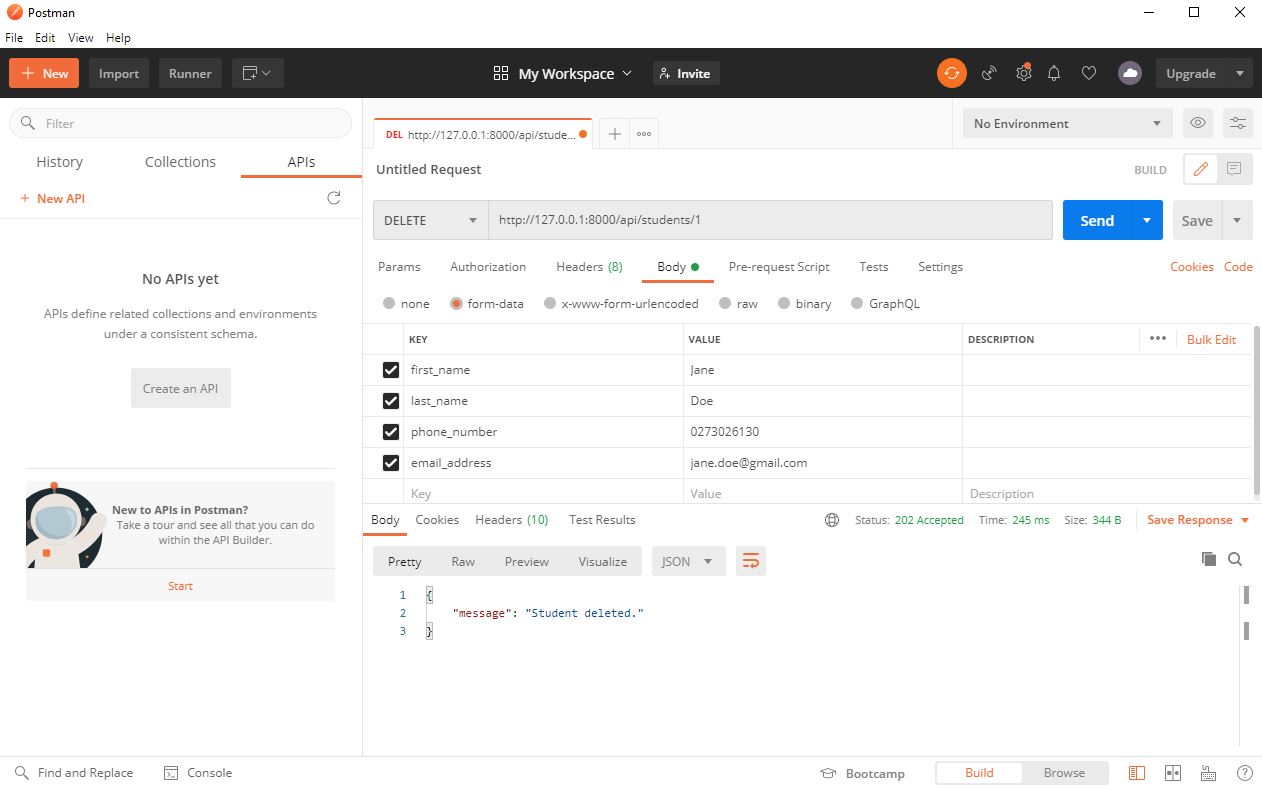 Postman
File Edit View Help
New Import Runner My Workspace Invite Upgrade
Filter
History Collections APIs
New API
No APIs yet
APIs define related collections and environments
under a consistent schema.
Create an API
New to APIs in Postman?
Take a tour and see all that you can do
within the API Builder.
Start
DEL http://127.0.0.1:8000/api/stude...
No Environment
Untitled Request BUILD
DELETE http://127.0.0.1:8000/api/students/1 Send Save
Params Authorization Headers (8) Body Pre-request Script Tests Settings Cookies Code
none form-data x-www-form-urlencoded raw binary GraphQL
KEY VALUE DESCRIPTION Bulk Edit
first_name Jane
last_name Doe
phone_number 0273026130
email_address jane.doe@gmail.com
Key Value Description
Body Cookies Headers (10) Test Results Status: 202 Accepted Time: 245 ms Size: 344 B Save Response
Pretty Raw Preview Visualize JSON
1 {
2 "message": "Student deleted."
3 }
Find and Replace Console Bootcamp Build Browse